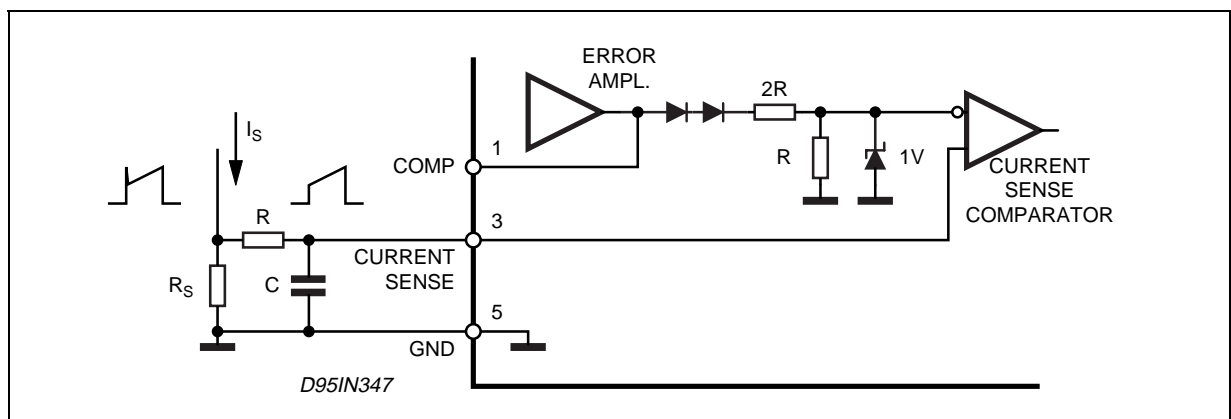 ERROR
AMPL.
2R
I_S
1
COMP
R
1V
CURRENT
SENSE
COMPARATOR
R
3
CURRENT
SENSE
R_S
C
5
GND
D95IN347